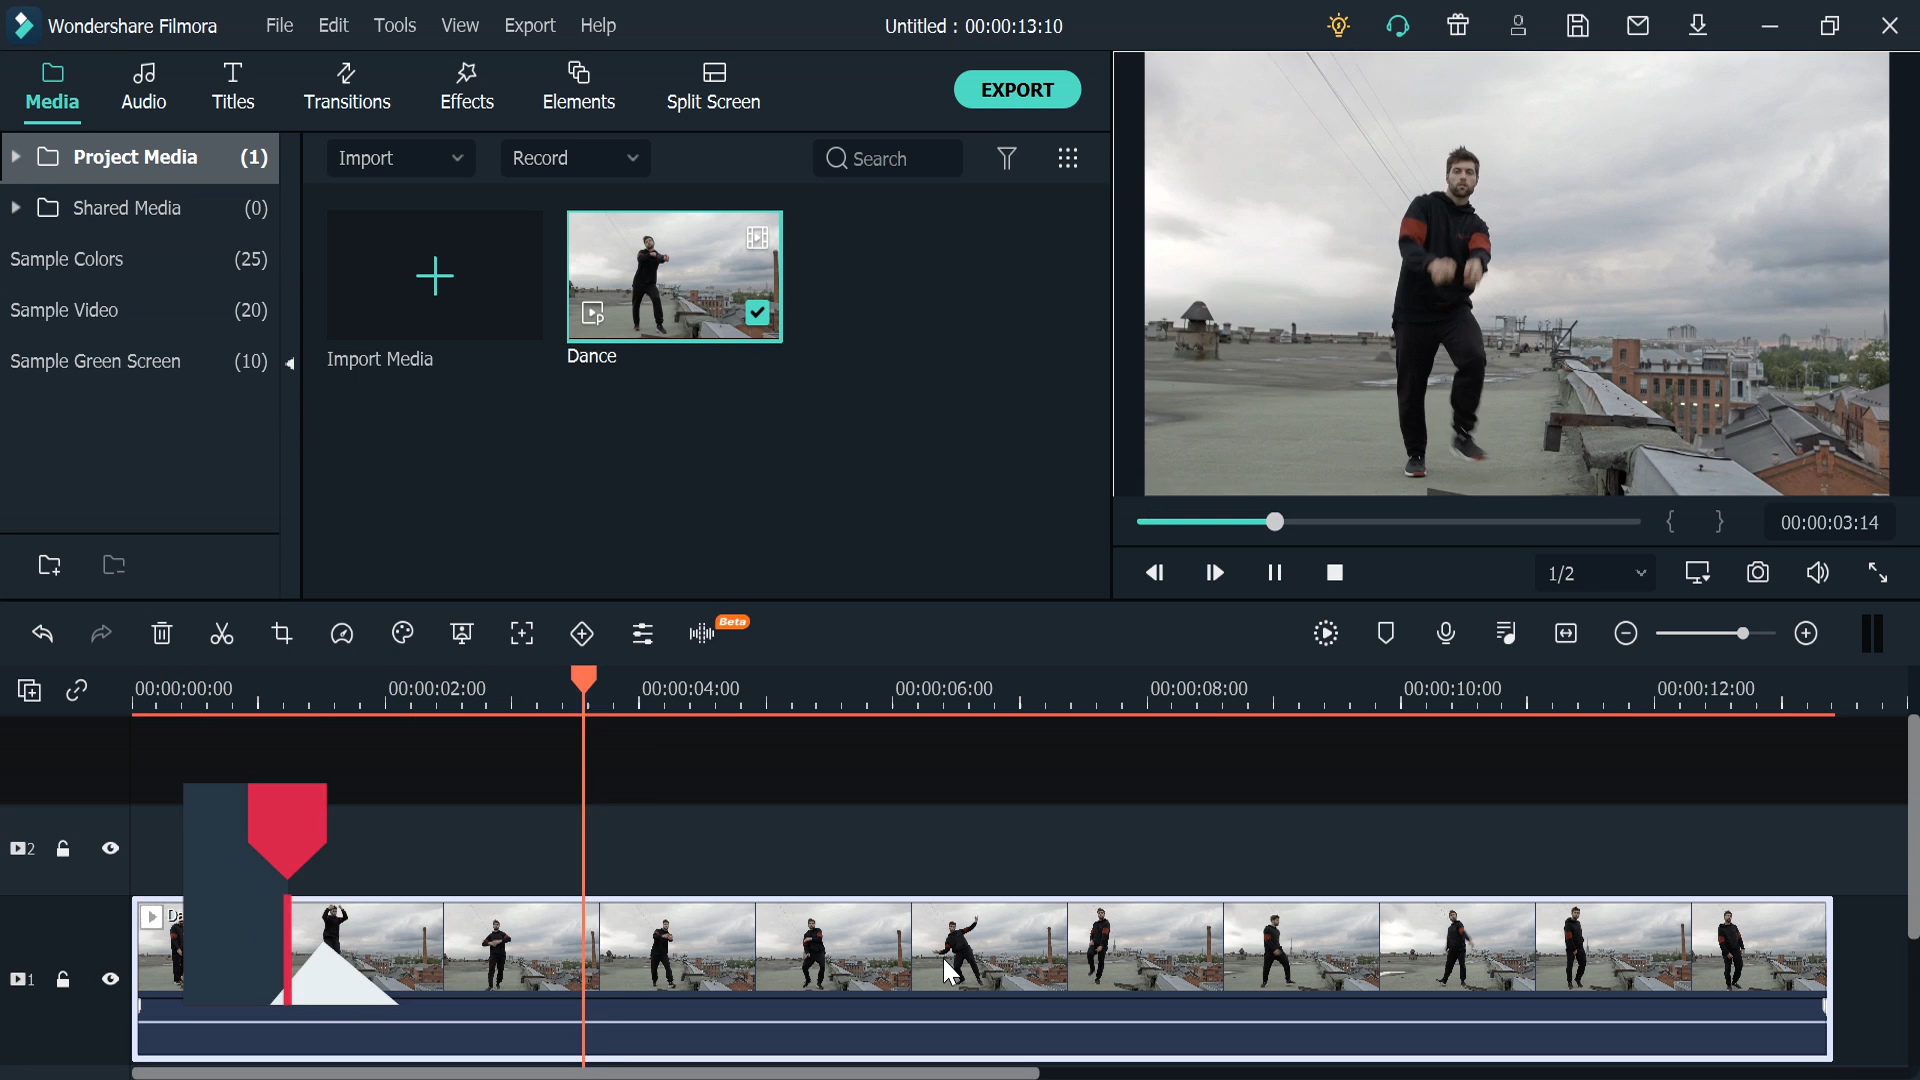 Wondershare Filmora File Edit Tools View Export Help Untitled : 00:00:13:10
Media Audio Titles Transitions Effects Elements Split Screen EXPORT
Project Media (1) Import Record Search
Shared Media (0)
Sample Colors (25)
Sample Video (20)
Sample Green Screen (10)
Import Media Dance
00:00:03:14
1/2
Beta
00:00:00:00 00:00:02:00 00:00:04:00 00:00:06:00 00:00:08:00 00:00:10:00 00:00:12:00
2
1